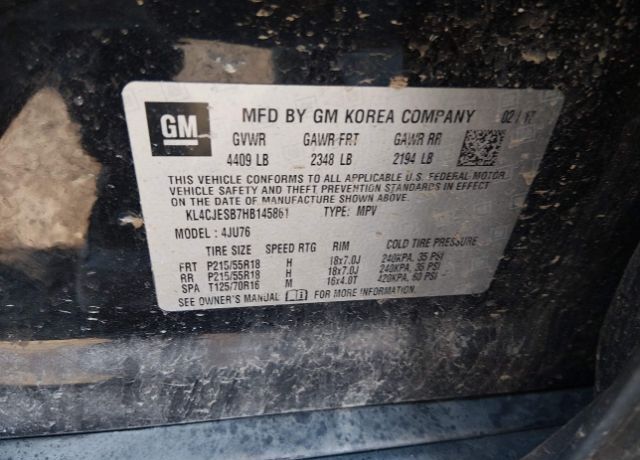 GM MFD BY GM KOREA COMPANY 02 / 17
GVWR GAWR FRT GAWR RR
4409 LB 2348 LB 2194 LB
THIS VEHICLE CONFORMS TO ALL APPLICABLE U.S. FEDERAL MOTOR
VEHICLE SAFETY AND THEFT PREVENTION STANDARDS IN EFFECT
ON THE DATE OF MANUFACTURE SHOWN ABOVE.
KL4CJESB7HB145861 TYPE: MPV
MODEL : 4JU76
TIRE SIZE SPEED RTG RIM COLD TIRE PRESSURE
FRT P215/55R18 H 18x7.0J 240KPA, 35 PSI
RR P215/55R18 H 18x7.0J 240KPA, 35 PSI
SPA T125/70R16 M 16x4.0T 420KPA, 60 PSI
SEE OWNER'S MANUAL FOR MORE INFORMATION.